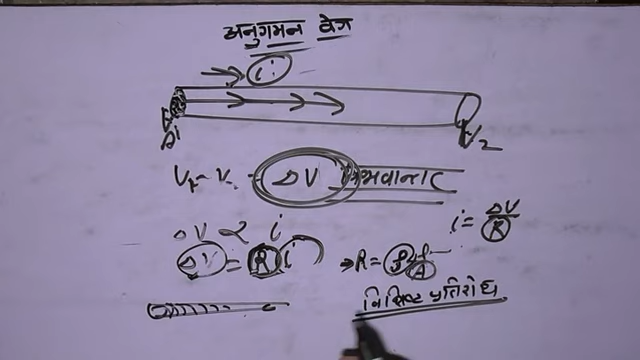 अनुगमन वेग
i
V1 V2
V1 - V2 = ΔV विभवान्तर
ΔV ∝ i i = ΔV/R
ΔV = R i → R = ρ l/A
विशिष्ट प्रतिरोध